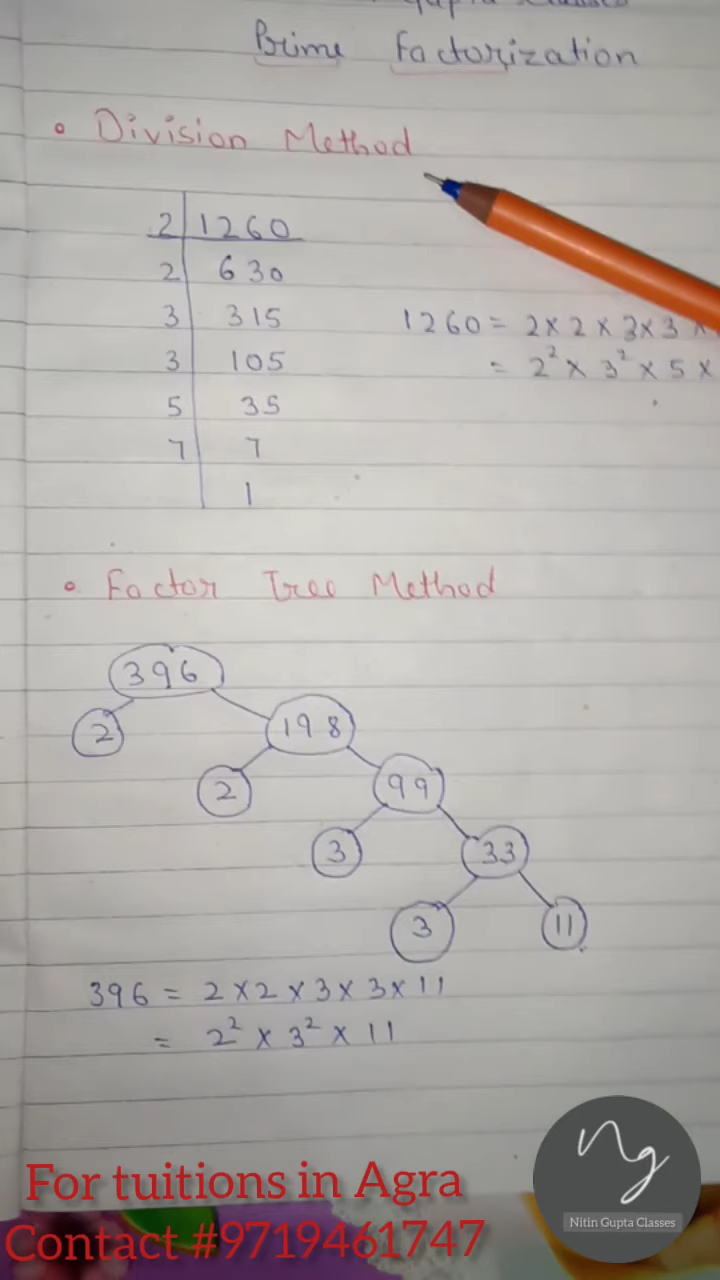 Prime Factorization
• Division Method
2 | 1260
2 | 630
3 | 315
3 | 105
5 | 35
7 | 7
1
1260 = 2 × 2 × 3 × 3 ×
= 2² × 3² × 5 ×
• Factor Tree Method
396
2 198
2 99
3 33
3 11
396 = 2 × 2 × 3 × 3 × 11
= 2² × 3² × 11
For tuitions in Agra
Contact #9719461747
ng
Nitin Gupta Classes